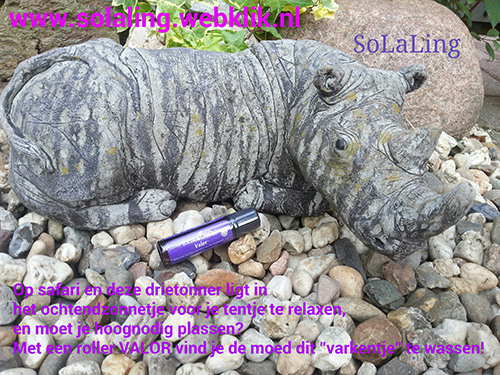 www.solaling.webklik.nl
SoLaLing
Valor
Op safari en deze drietonner ligt in
het ochtendzonnetje voor je tentje te relaxen,
en moet je hoognodig plassen?
Met een roller VALOR vind je de moed dit "varkentje" te wassen!